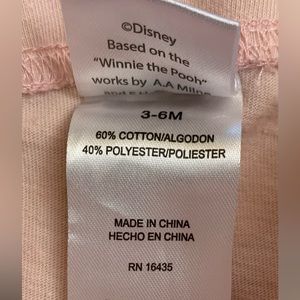 ©Disney
Based on the
"Winnie the Pooh"
works by A.A Milne
3-6M
60% COTTON/ALGODON
40% POLYESTER/POLIESTER
MADE IN CHINA
HECHO EN CHINA
RN 16435